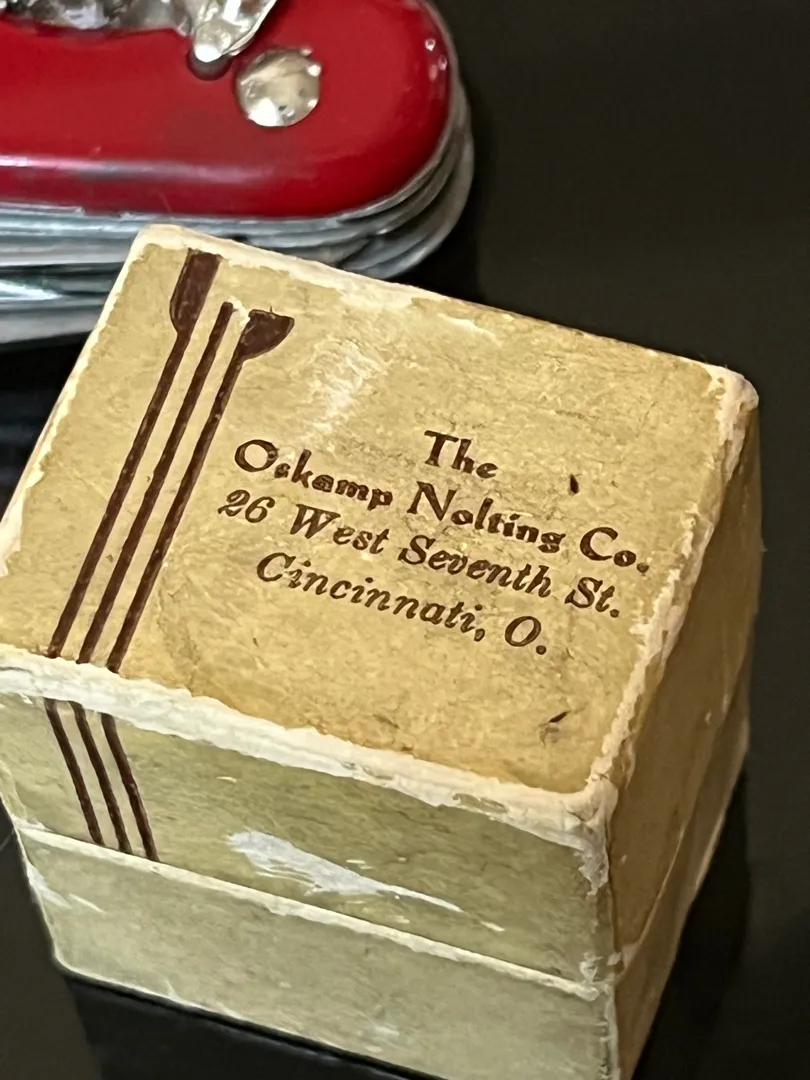 The
Oskamp Nolting Co.
26 West Seventh St.
Cincinnati, O.